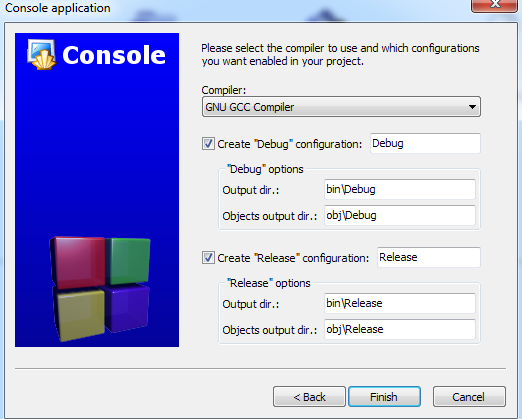 Console application
Console
Please select the compiler to use and which configurations
you want enabled in your project.
Compiler:
GNU GCC Compiler
Create "Debug" configuration: Debug
"Debug" options
Output dir.: bin\Debug
Objects output dir.: obj\Debug
Create "Release" configuration: Release
"Release" options
Output dir.: bin\Release
Objects output dir.: obj\Release
< Back Finish Cancel